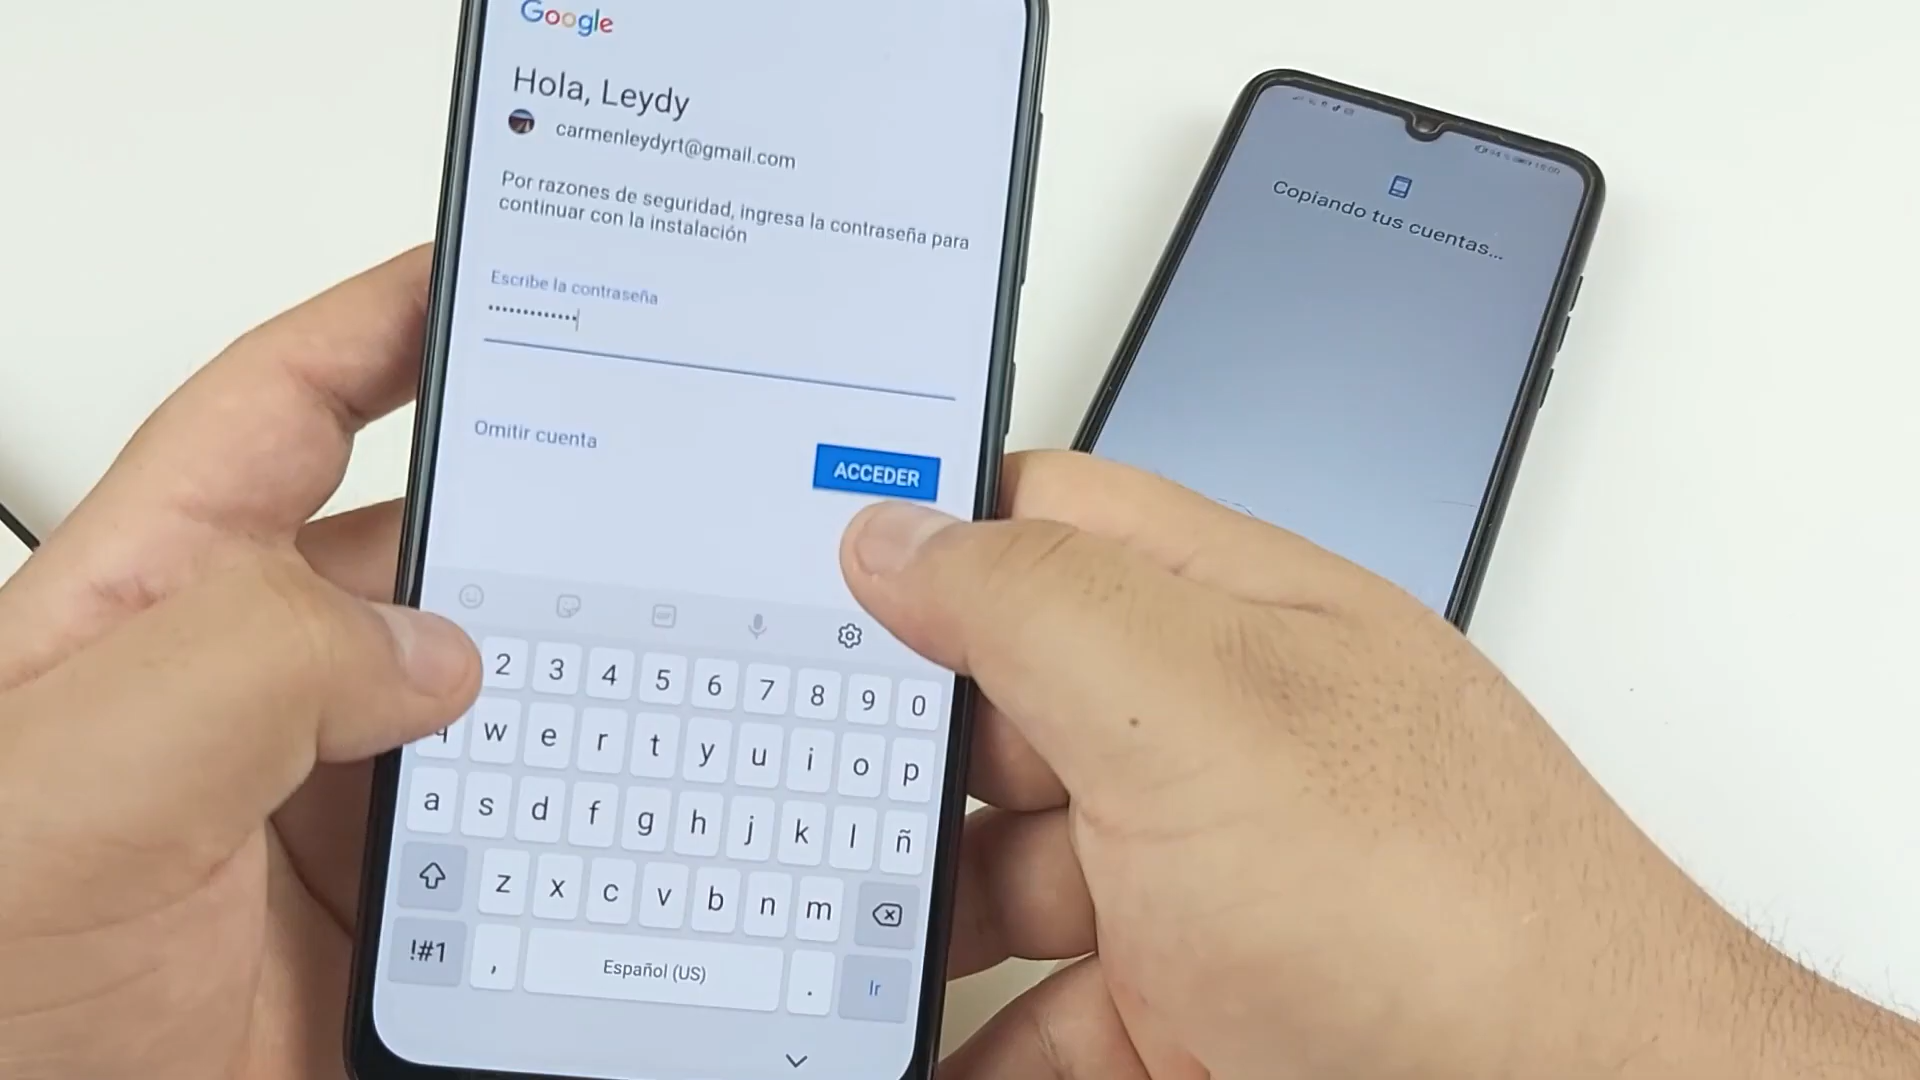 Google
Hola, Leydy
carmenleydyrt@gmail.com
Por razones de seguridad, ingresa la contraseña para
continuar con la instalación
Escribe la contraseña
•••••••••••••
Omitir cuenta
ACCEDER
GIF
2 3 4 5 6 7 8 9 0
q w e r t y u i o p
a s d f g h j k l ñ
z x c v b n m
!#1 , Español (US) . Ir
Copiando tus cuentas...